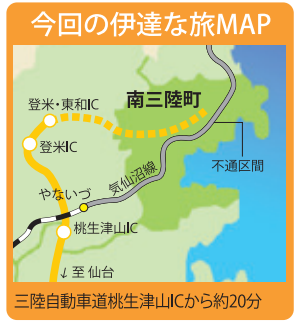 今回の伊達な旅MAP
登米・東和IC
南三陸町
登米IC
気仙沼線
不通区間
やないづ
桃生津山IC
↓至 仙台
三陸自動車道桃生津山ICから約20分